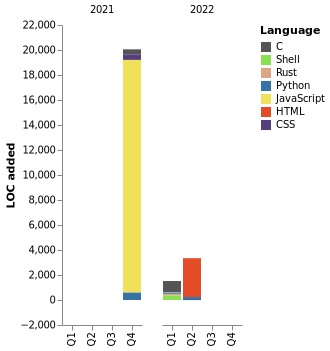 2021 2022
Language
C
Shell
Rust
Python
JavaScript
HTML
CSS
LOC added
22,000
20,000
18,000
16,000
14,000
12,000
10,000
8,000
6,000
4,000
2,000
0
−2,000
Q1 Q2 Q3 Q4 Q1 Q2 Q3 Q4